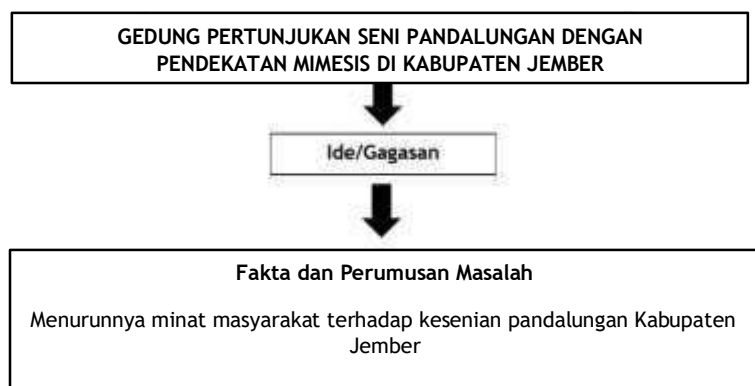 GEDUNG PERTUNJUKAN SENI PANDALUNGAN DENGAN
PENDEKATAN MIMESIS DI KABUPATEN JEMBER
Ide/Gagasan
Fakta dan Perumusan Masalah
Menurunnya minat masyarakat terhadap kesenian pandalungan Kabupaten
Jember